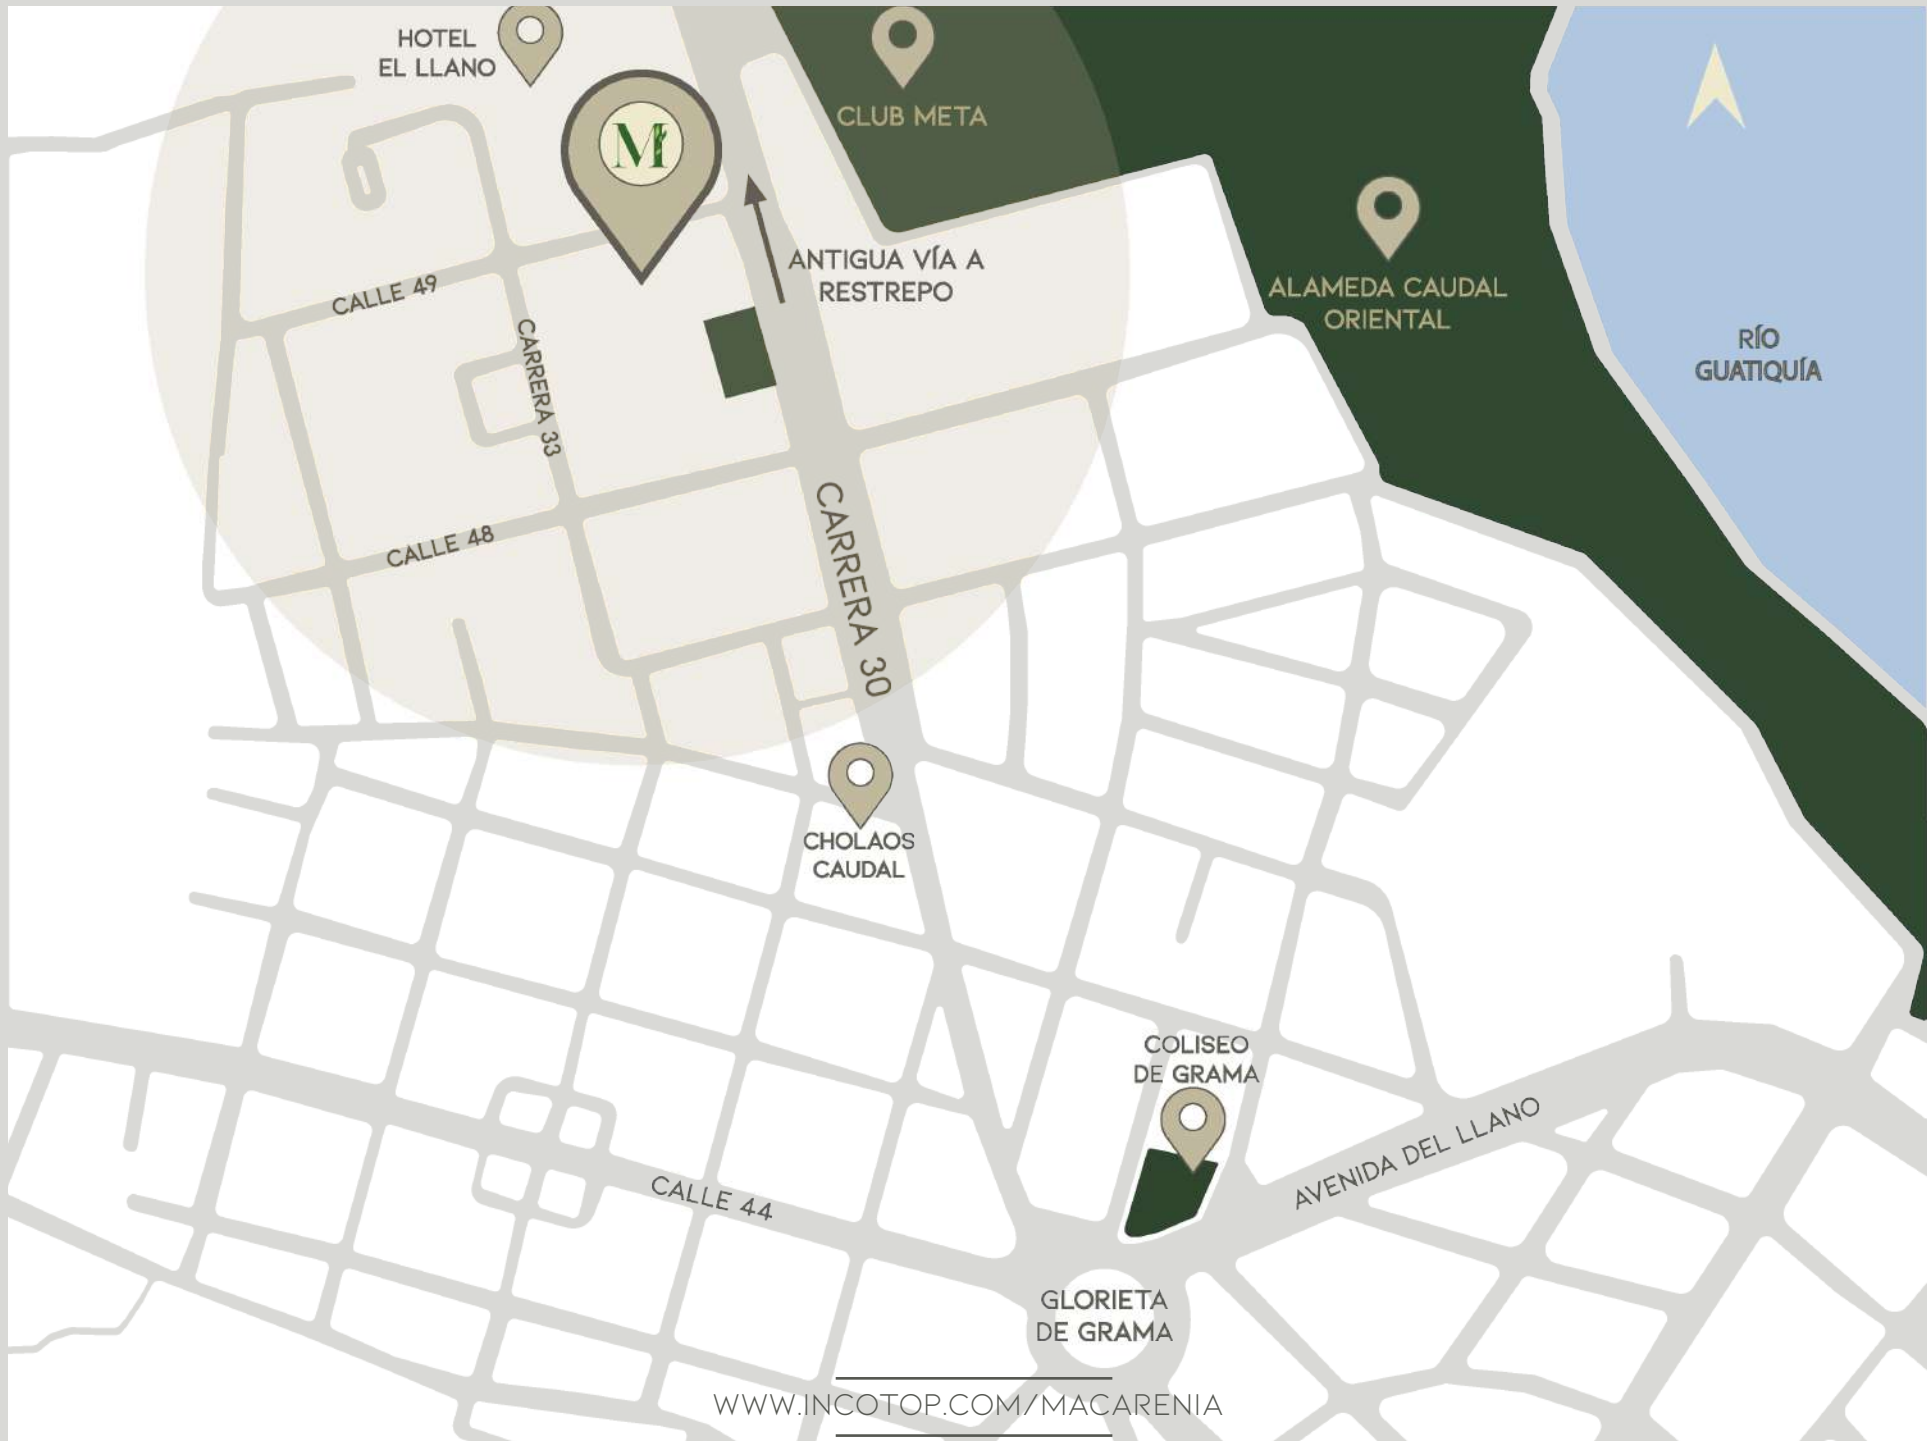 HOTEL
EL LLANO
CLUB META
M
ANTIGUA VÍA A
RESTREPO
ALAMEDA CAUDAL
ORIENTAL
RÍO
GUATIQUÍA
CALLE 49
CARRERA 33
CALLE 48
CARRERA 30
CHOLAOS
CAUDAL
COLISEO
DE GRAMA
AVENIDA DEL LLANO
CALLE 44
GLORIETA
DE GRAMA
WWW.INCOTOP.COM/MACARENIA